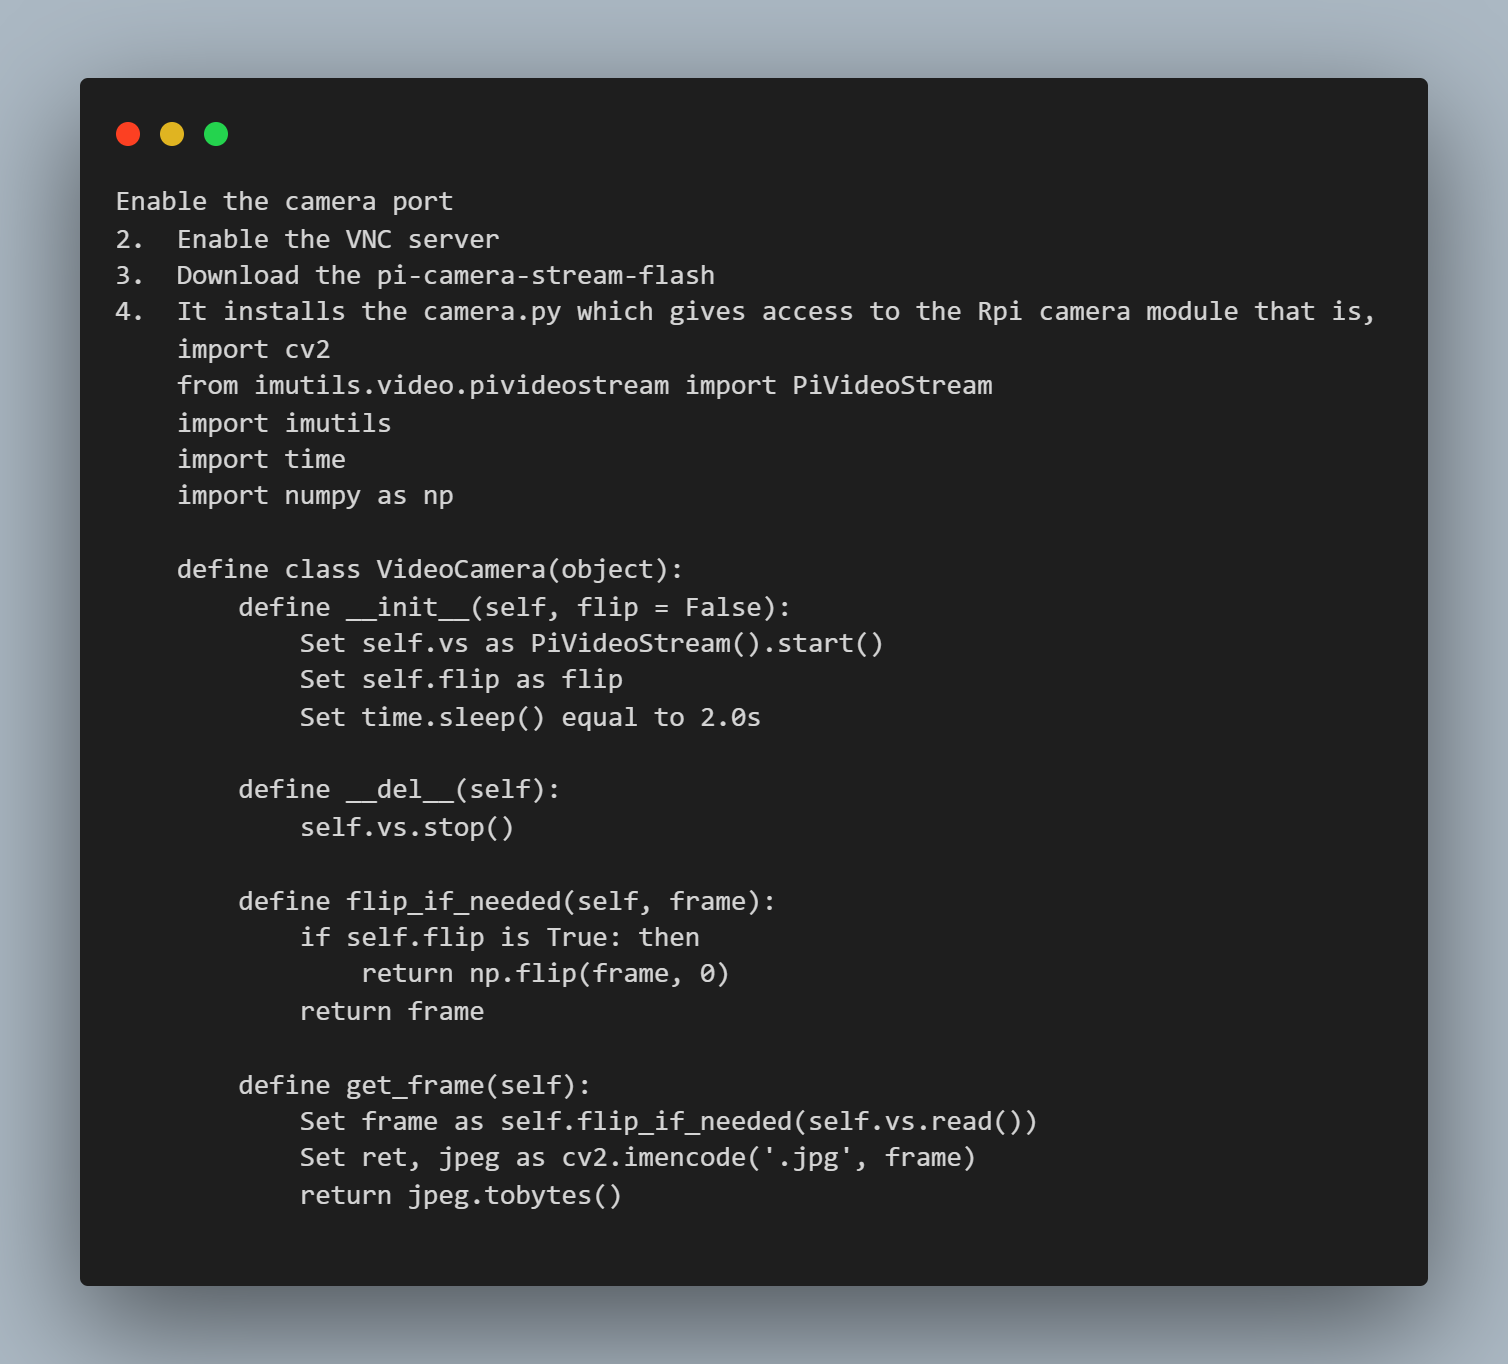 Enable the camera port
2.  Enable the VNC server
3.  Download the pi-camera-stream-flash
4.  It installs the camera.py which gives access to the Rpi camera module that is,
    import cv2
    from imutils.video.pivideostream import PiVideoStream
    import imutils
    import time
    import numpy as np

    define class VideoCamera(object):
        define __init__(self, flip = False):
            Set self.vs as PiVideoStream().start()
            Set self.flip as flip
            Set time.sleep() equal to 2.0s

        define __del__(self):
            self.vs.stop()

        define flip_if_needed(self, frame):
            if self.flip is True: then
                return np.flip(frame, 0)
            return frame

        define get_frame(self):
            Set frame as self.flip_if_needed(self.vs.read())
            Set ret, jpeg as cv2.imencode('.jpg', frame)
            return jpeg.tobytes()